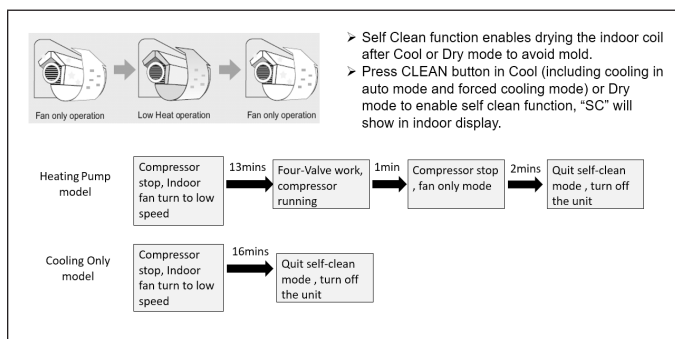 ➢ Self Clean function enables drying the indoor coil
after Cool or Dry mode to avoid mold.
➢ Press CLEAN button in Cool (including cooling in
auto mode and forced cooling mode) or Dry
mode to enable self clean function, “SC” will
show in indoor display.
Fan only operation
Low Heat operation
Fan only operation
Heating Pump
model
Compressor
stop, Indoor
fan turn to low
speed
13mins
Four-Valve work,
compressor
running
1min
Compressor stop
, fan only mode
2mins
Quit self-clean
mode , turn off
the unit
Cooling Only
model
Compressor
stop, Indoor
fan turn to low
speed
16mins
Quit self-clean
mode , turn off
the unit